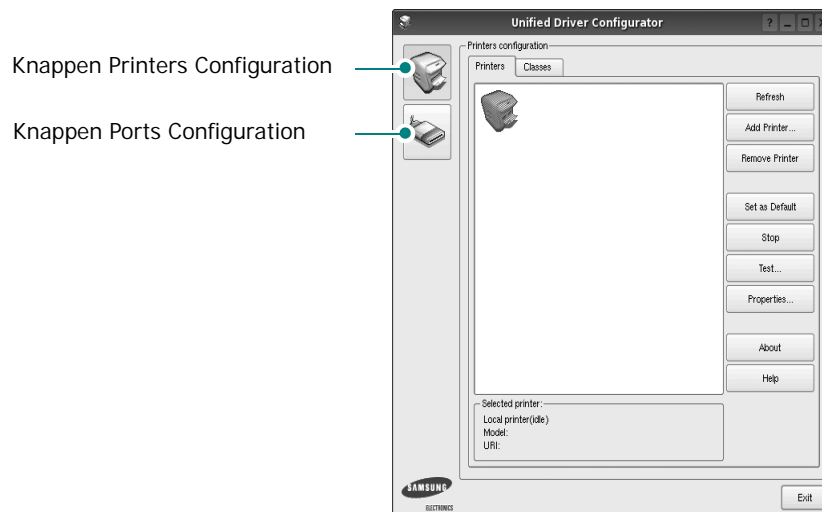 Unified Driver Configurator
Knappen Printers Configuration
Knappen Ports Configuration
Printers configuration
Printers
Classes
Refresh
Add Printer...
Remove Printer
Set as Default
Stop
Test...
Properties...
About
Help
Selected printer:
Local printer(idle)
Model:
URI:
SAMSUNG
ELECTRONICS
Exit